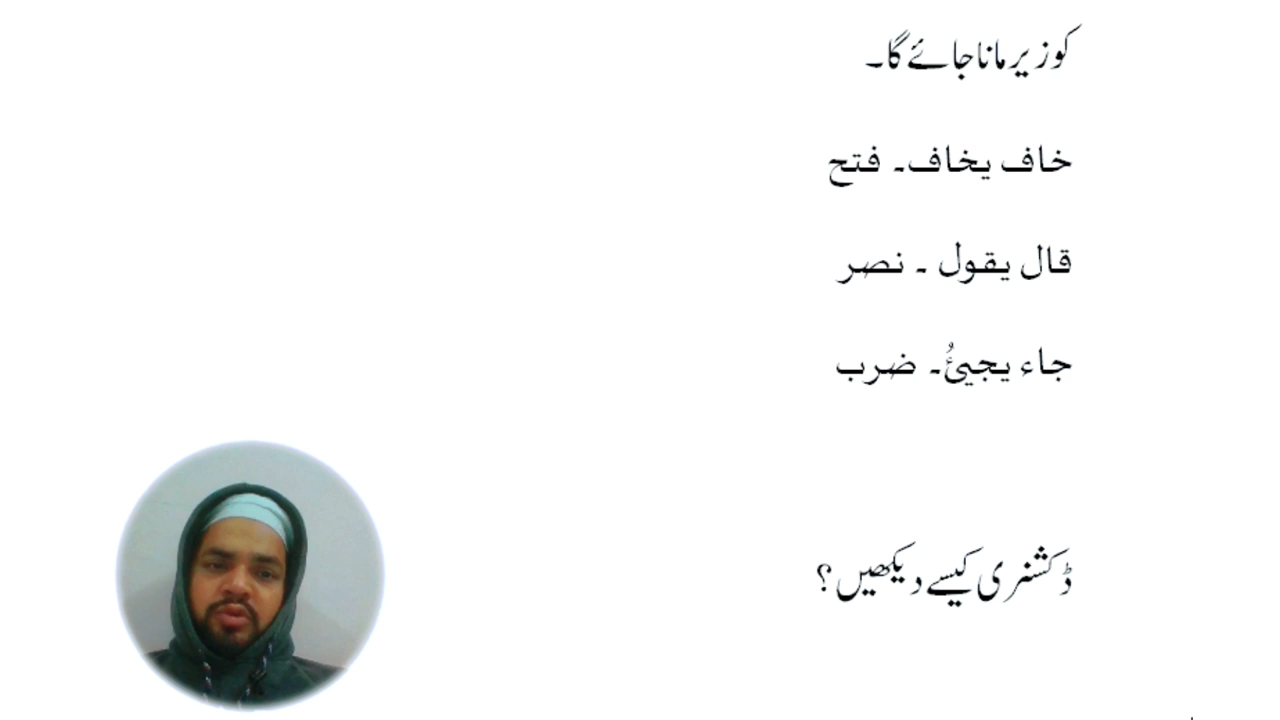 کو زیر مانا جائے گا۔
خاف یخاف۔ فتح
قال یقول ۔ نصر
جاء یجیئُ۔ ضرب
ڈکشنری کیسے دیکھیں؟